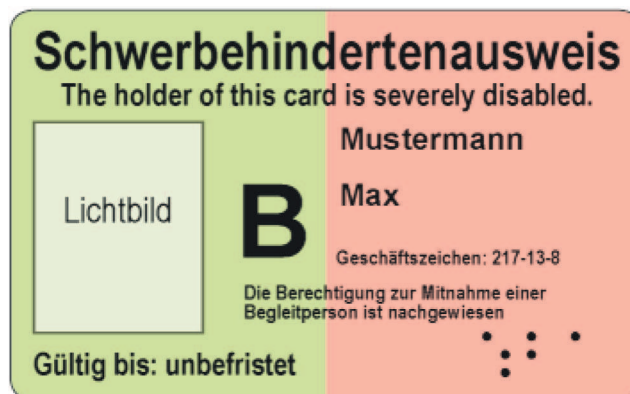 Schwerbehindertenausweis
The holder of this card is severely disabled.
Lichtbild
B
Mustermann
Max
Geschäftszeichen: 217-13-8
Die Berechtigung zur Mitnahme einer
Begleitperson ist nachgewiesen
Gültig bis: unbefristet